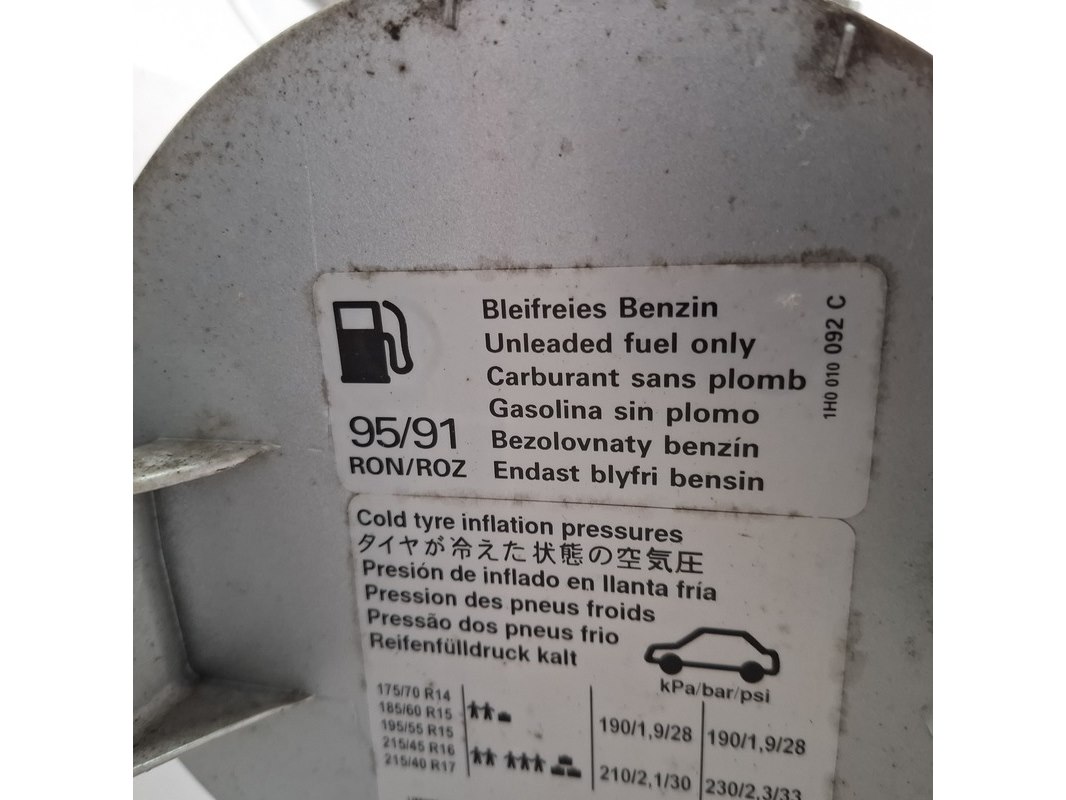 Bleifreies Benzin
Unleaded fuel only
Carburant sans plomb
Gasolina sin plomo
Bezolovnaty benzín
Endast blyfri bensin
95/91
RON/ROZ
1H0 010 092 C
Cold tyre inflation pressures
タイヤが冷えた状態の空気圧
Presión de inflado en llanta fría
Pression des pneus froids
Pressão dos pneus frio
Reifenfülldruck kalt
kPa/bar/psi
175/70 R14
185/60 R15
195/55 R15
215/45 R16
215/40 R17
190/1,9/28 190/1,9/28
210/2,1/30 230/2,3/33